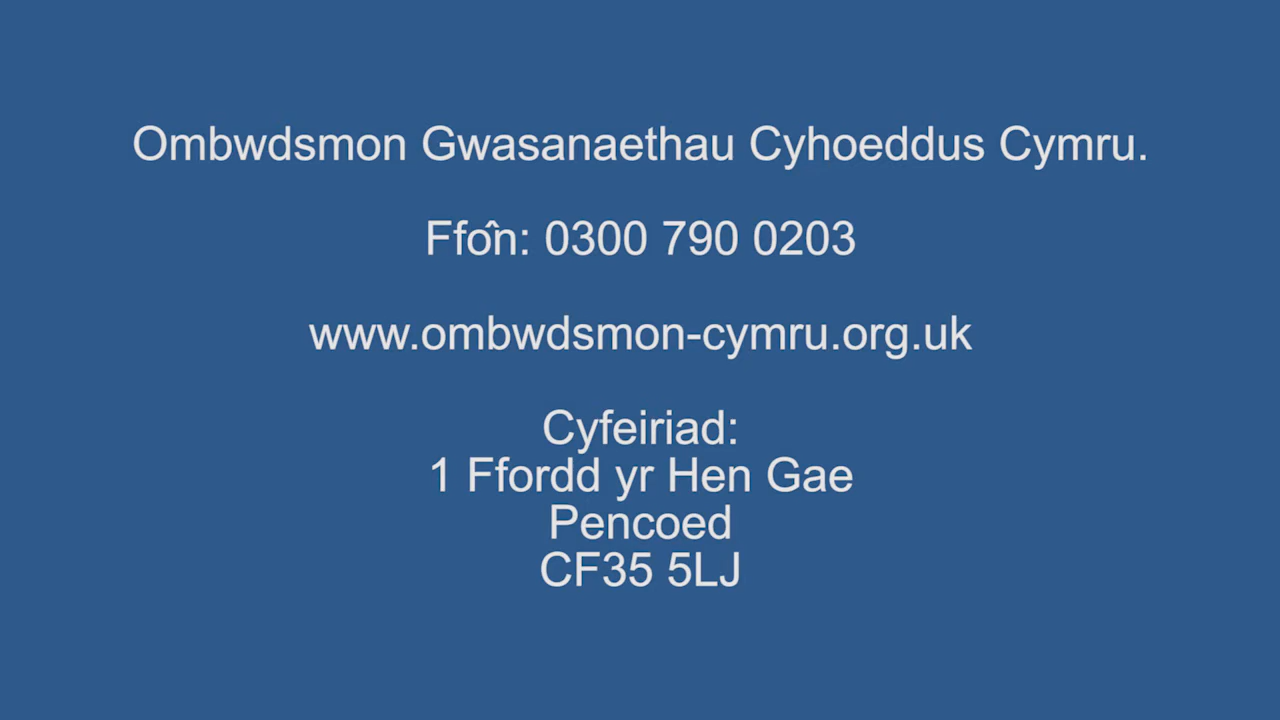 Ombwdsmon Gwasanaethau Cyhoeddus Cymru.
Ffôn: 0300 790 0203
www.ombwdsmon-cymru.org.uk
Cyfeiriad:
1 Ffordd yr Hen Gae
Pencoed
CF35 5LJ